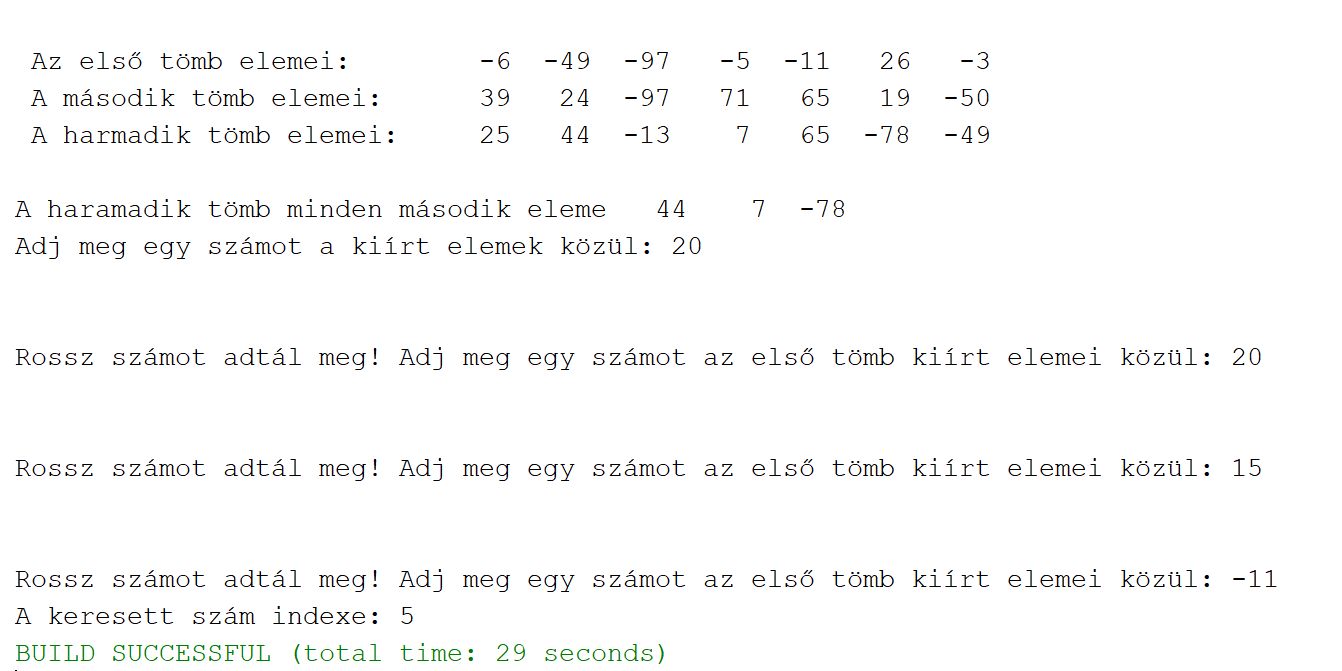 Az első tömb elemei: -6 -49 -97 -5 -11 26 -3
A második tömb elemei: 39 24 -97 71 65 19 -50
A harmadik tömb elemei: 25 44 -13 7 65 -78 -49
A haramadik tömb minden második eleme 44 7 -78
Adj meg egy számot a kiírt elemek közül: 20
Rossz számot adtál meg! Adj meg egy számot az első tömb kiírt elemei közül: 20
Rossz számot adtál meg! Adj meg egy számot az első tömb kiírt elemei közül: 15
Rossz számot adtál meg! Adj meg egy számot az első tömb kiírt elemei közül: -11
A keresett szám indexe: 5
BUILD SUCCESSFUL (total time: 29 seconds)